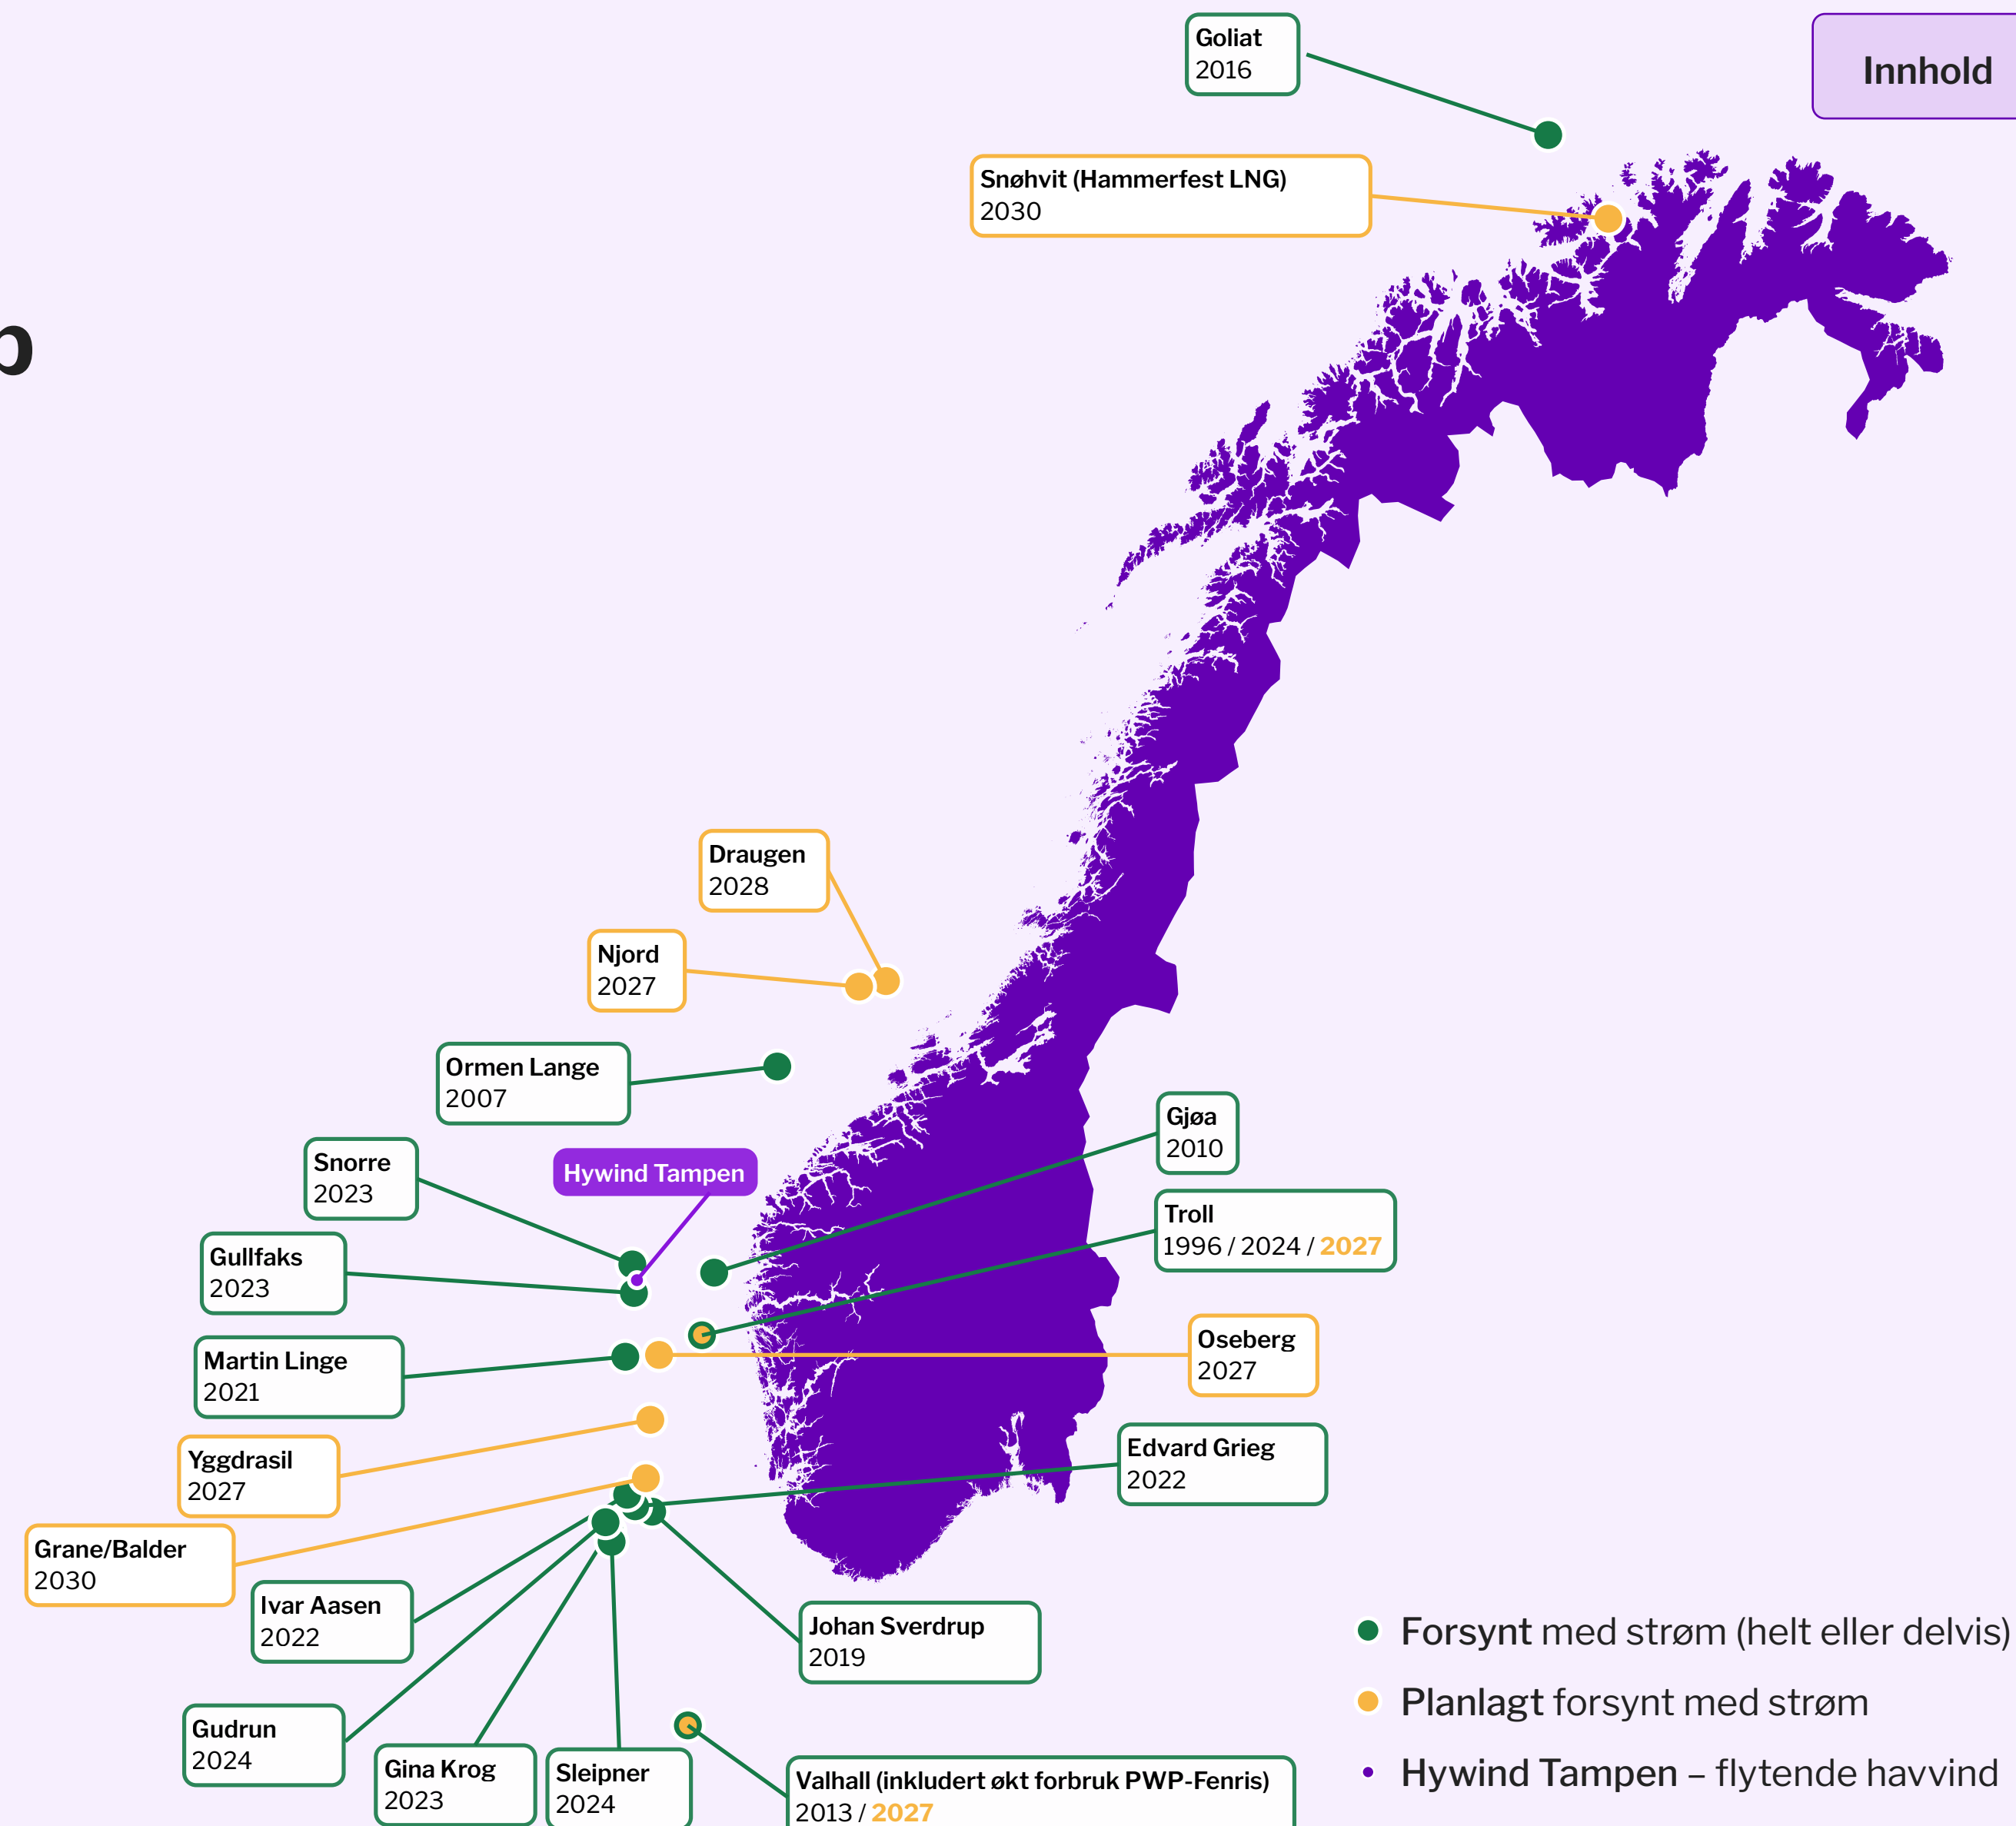 Goliat
2016
Innhold
Snøhvit (Hammerfest LNG)
2030
p
Draugen
2028
Njord
2027
Ormen Lange
2007
Gjøa
2010
Snorre
2023
Hywind Tampen
Troll
1996 / 2024 / 2027
Gullfaks
2023
Oseberg
2027
Martin Linge
2021
Edvard Grieg
2022
Yggdrasil
2027
Grane/Balder
2030
Ivar Aasen
2022
Johan Sverdrup
2019
Gudrun
2024
Gina Krog
2023
Sleipner
2024
Valhall (inkludert økt forbruk PWP-Fenris)
2013 / 2027
Forsynt med strøm (helt eller delvis)
Planlagt forsynt med strøm
Hywind Tampen – flytende havvind